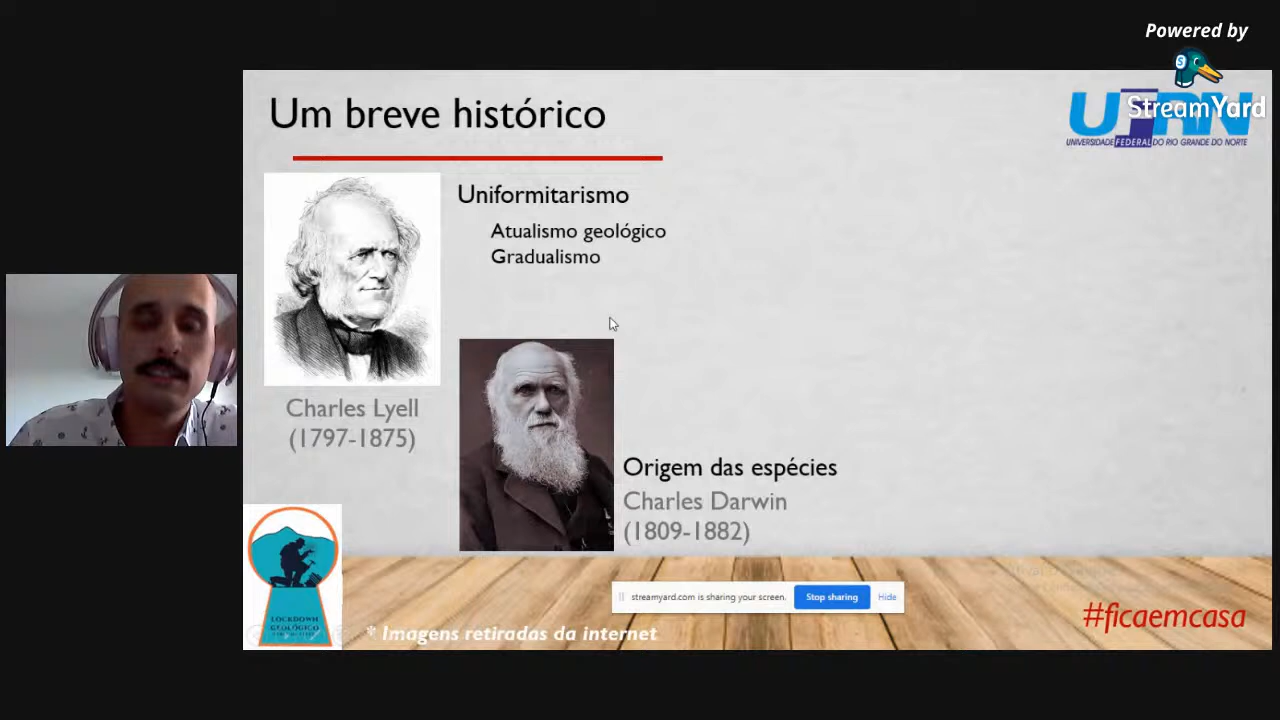 Powered by
StreamYard
Um breve histórico
UFRN
UNIVERSIDADE FEDERAL DO RIO GRANDE DO NORTE
Uniformitarismo
Atualismo geológico
Gradualismo
Charles Lyell
(1797-1875)
Origem das espécies
Charles Darwin
(1809-1882)
streamyard.com is sharing your screen.
Stop sharing
Hide
LOCKDOWN
GEOLÓGICO
* Imagens retiradas da internet
#ficaemcasa